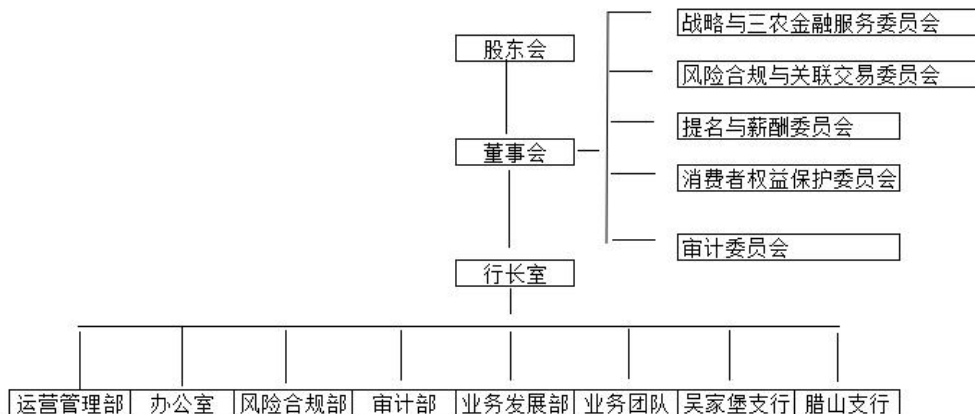 战略与三农金融服务委员会
股东会
风险合规与关联交易委员会
提名与薪酬委员会
董事会
消费者权益保护委员会
审计委员会
行长室
运营管理部 办公室 风险合规部 审计部 业务发展部 业务团队 吴家堡支行 腊山支行